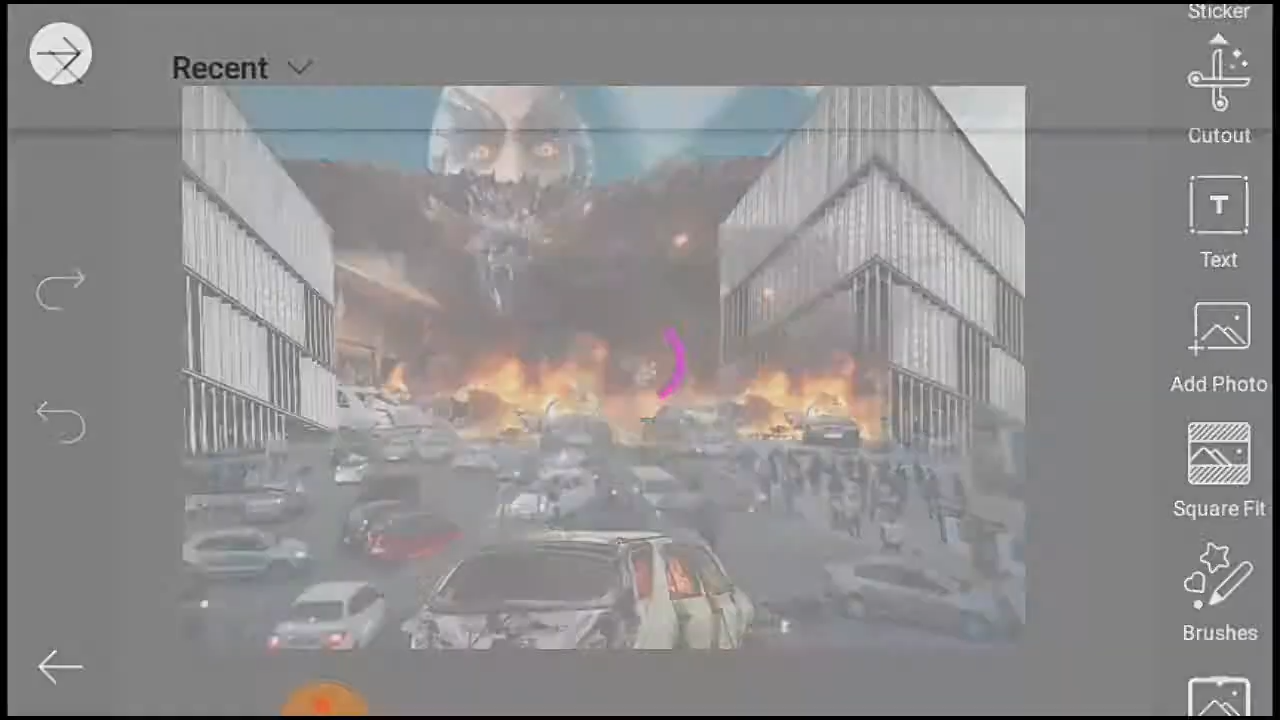 Sticker
Recent
Cutout
T
Text
Add Photo
Square Fit
Brushes